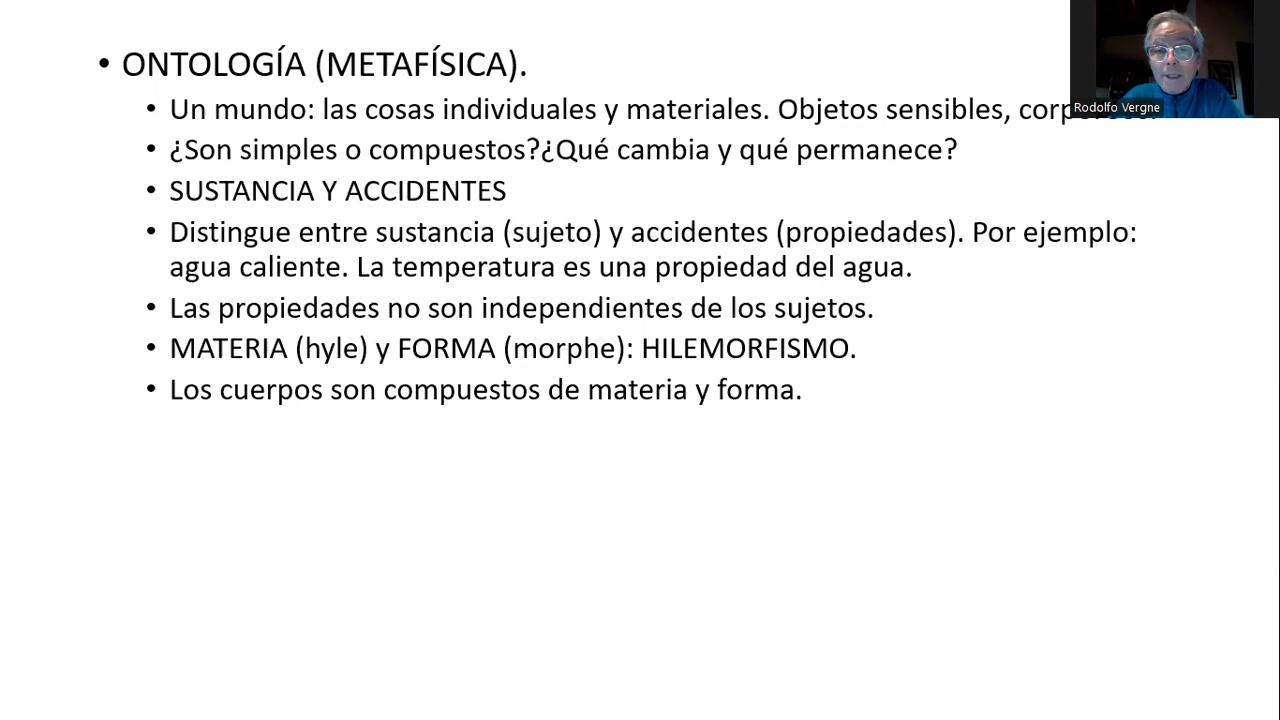 • ONTOLOGÍA (METAFÍSICA).
• Un mundo: las cosas individuales y materiales. Objetos sensibles,
• ¿Son simples o compuestos?¿Qué cambia y qué permanece?
• SUSTANCIA Y ACCIDENTES
• Distingue entre sustancia (sujeto) y accidentes (propiedades). Por ejemplo:
agua caliente. La temperatura es una propiedad del agua.
• Las propiedades no son independientes de los sujetos.
• MATERIA (hyle) y FORMA (morphe): HILEMORFISMO.
• Los cuerpos son compuestos de materia y forma.
Rodolfo Vergne